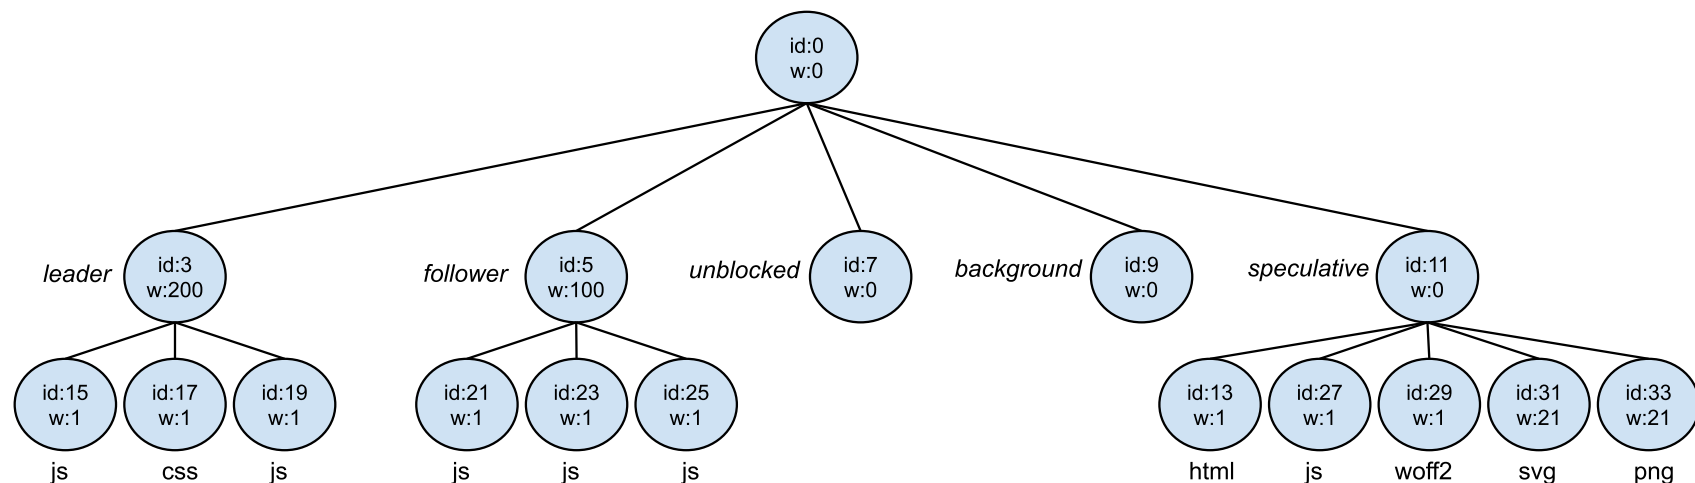 id:0
w:0
leader
id:3
w:200
follower
id:5
w:100
unblocked
id:7
w:0
background
id:9
w:0
speculative
id:11
w:0
id:15
w:1
id:17
w:1
id:19
w:1
id:21
w:1
id:23
w:1
id:25
w:1
id:13
w:1
id:27
w:1
id:29
w:1
id:31
w:21
id:33
w:21
js
css
js
js
js
js
html
js
woff2
svg
png